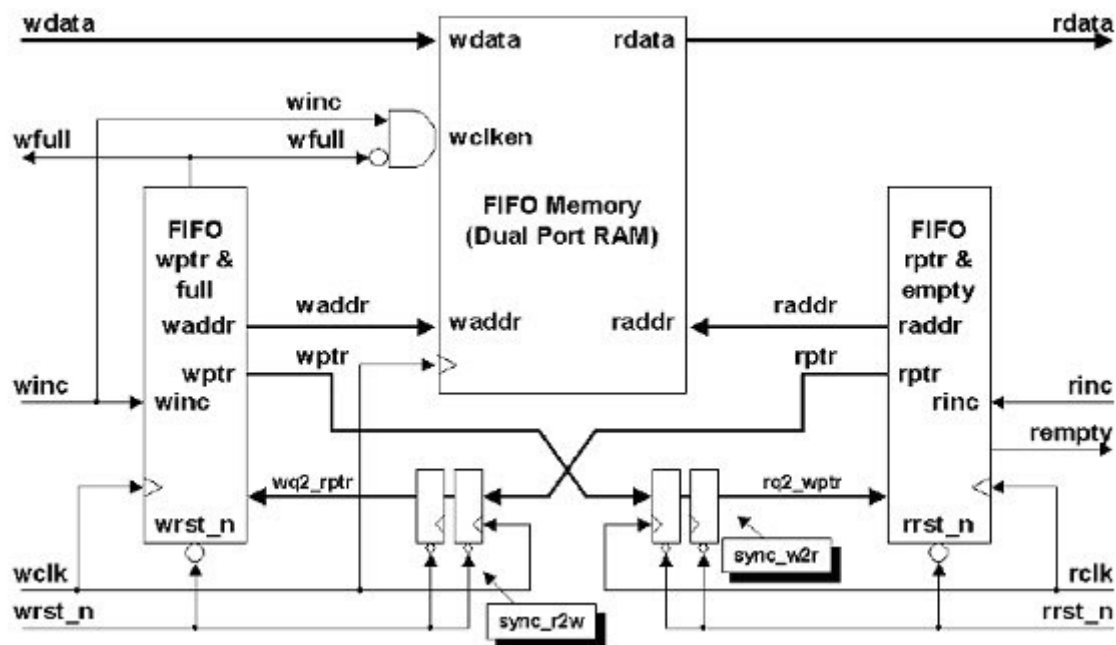 wdata
wdata
rdata
rdata
winc
wfull
wfull
wclken
FIFO Memory
(Dual Port RAM)
FIFO
wptr &
full
FIFO
rptr &
empty
waddr
waddr
waddr
raddr
raddr
raddr
wptr
wptr
rptr
rptr
winc
winc
rinc
rinc
rempty
wq2_rptr
rq2_wptr
wrst_n
rrst_n
sync_w2r
wclk
rclk
wrst_n
sync_r2w
rrst_n